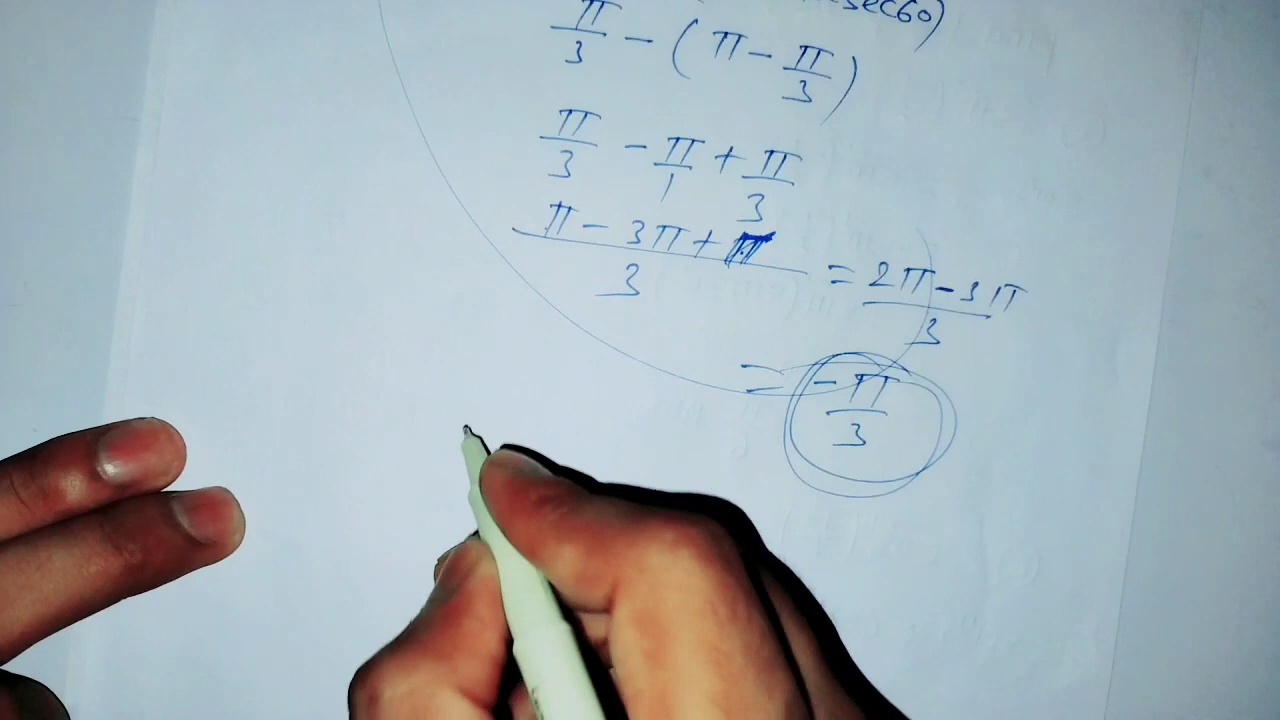 sec60)
π/3 - (π - π/3)
π/3 - π/1 + π/3
(π - 3π + π)/3 = (2π - 3π)/3
= -π/3